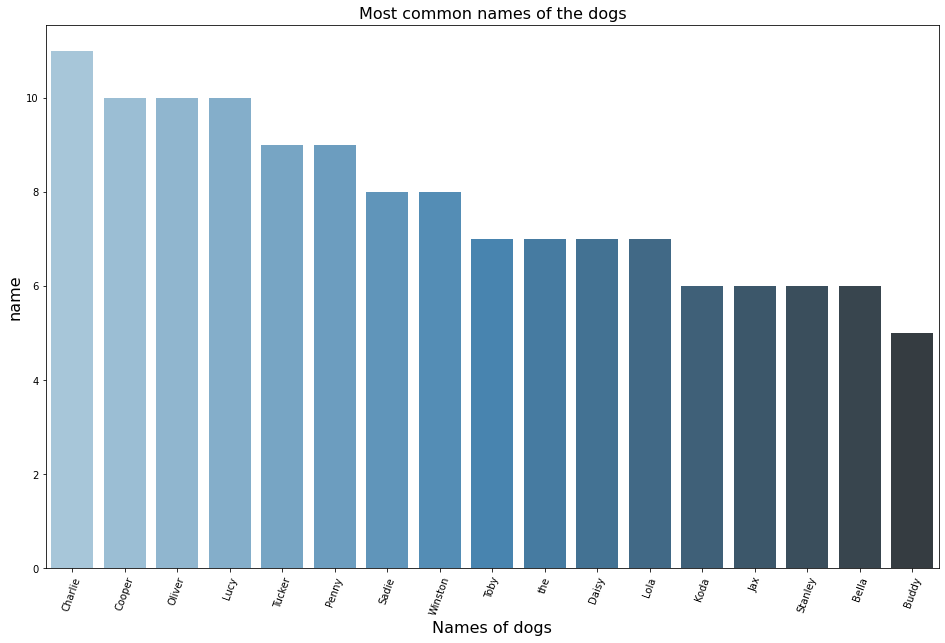 Most common names of the dogs
name
10
8
6
4
2
0
Charlie
Cooper
Oliver
Lucy
Tucker
Penny
Sadie
Winston
Toby
the
Daisy
Lola
Koda
Jax
Stanley
Bella
Buddy
Names of dogs